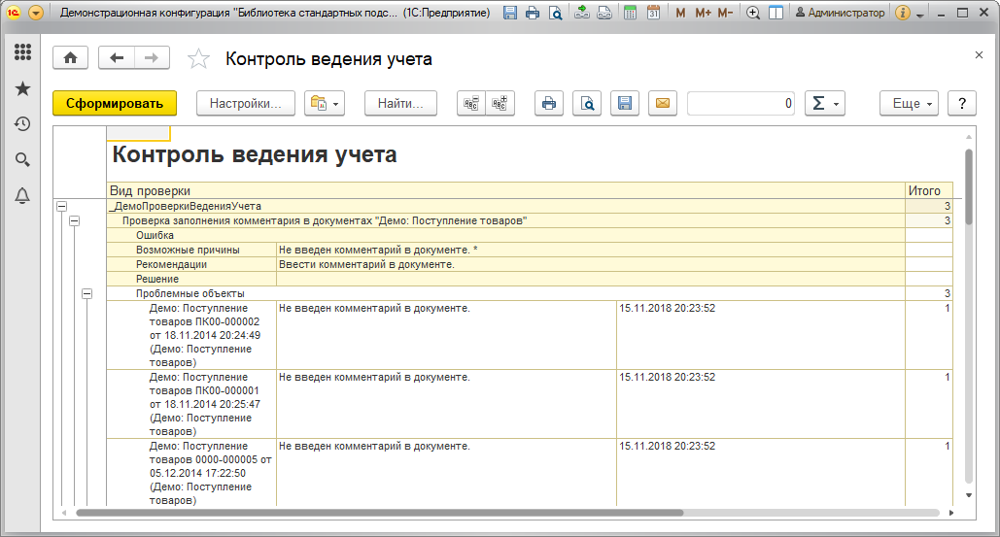 Демонстрационная конфигурация "Библиотека стандартных подс... (1С:Предприятие)
M M+ M- Администратор
Контроль ведения учета
Сформировать Настройки... Найти... 0 Σ Еще ?
Контроль ведения учета
Вид проверки Итого
_ДемоПроверкиВеденияУчета 3
Проверка заполнения комментария в документах "Демо: Поступление товаров" 3
Ошибка
Возможные причины Не введен комментарий в документе. *
Рекомендации Ввести комментарий в документе.
Решение
Проблемные объекты 3
Демо: Поступление Не введен комментарий в документе. 15.11.2018 20:23:52 1
товаров ПК00-000002
от 18.11.2014 20:24:49
(Демо: Поступление
товаров)
Демо: Поступление Не введен комментарий в документе. 15.11.2018 20:23:52 1
товаров ПК00-000001
от 18.11.2014 20:25:47
(Демо: Поступление
товаров)
Демо: Поступление Не введен комментарий в документе. 15.11.2018 20:23:52 1
товаров 0000-000005 от
05.12.2014 17:22:50
(Демо: Поступление
товаров)